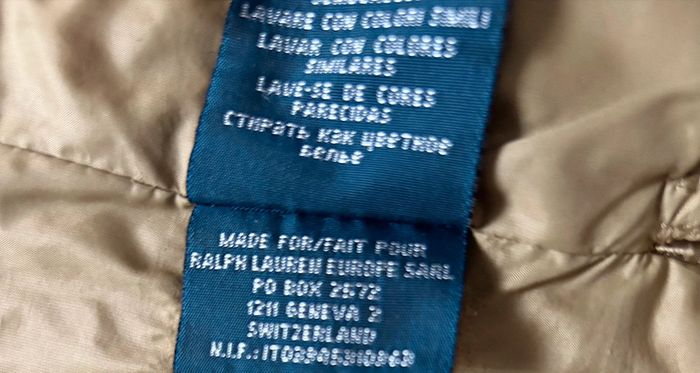 LAVARE CON COLORI SIMILI
LAVAR CON COLORES
SIMILARES
LAVE-SE DE CORES
PARECIDAS
Стирать как цветное
белье
MADE FOR/FAIT POUR
RALPH LAUREN EUROPE SARL
PO BOX 2572
1211 GENEVA 2
SWITZERLAND
N.I.F.: